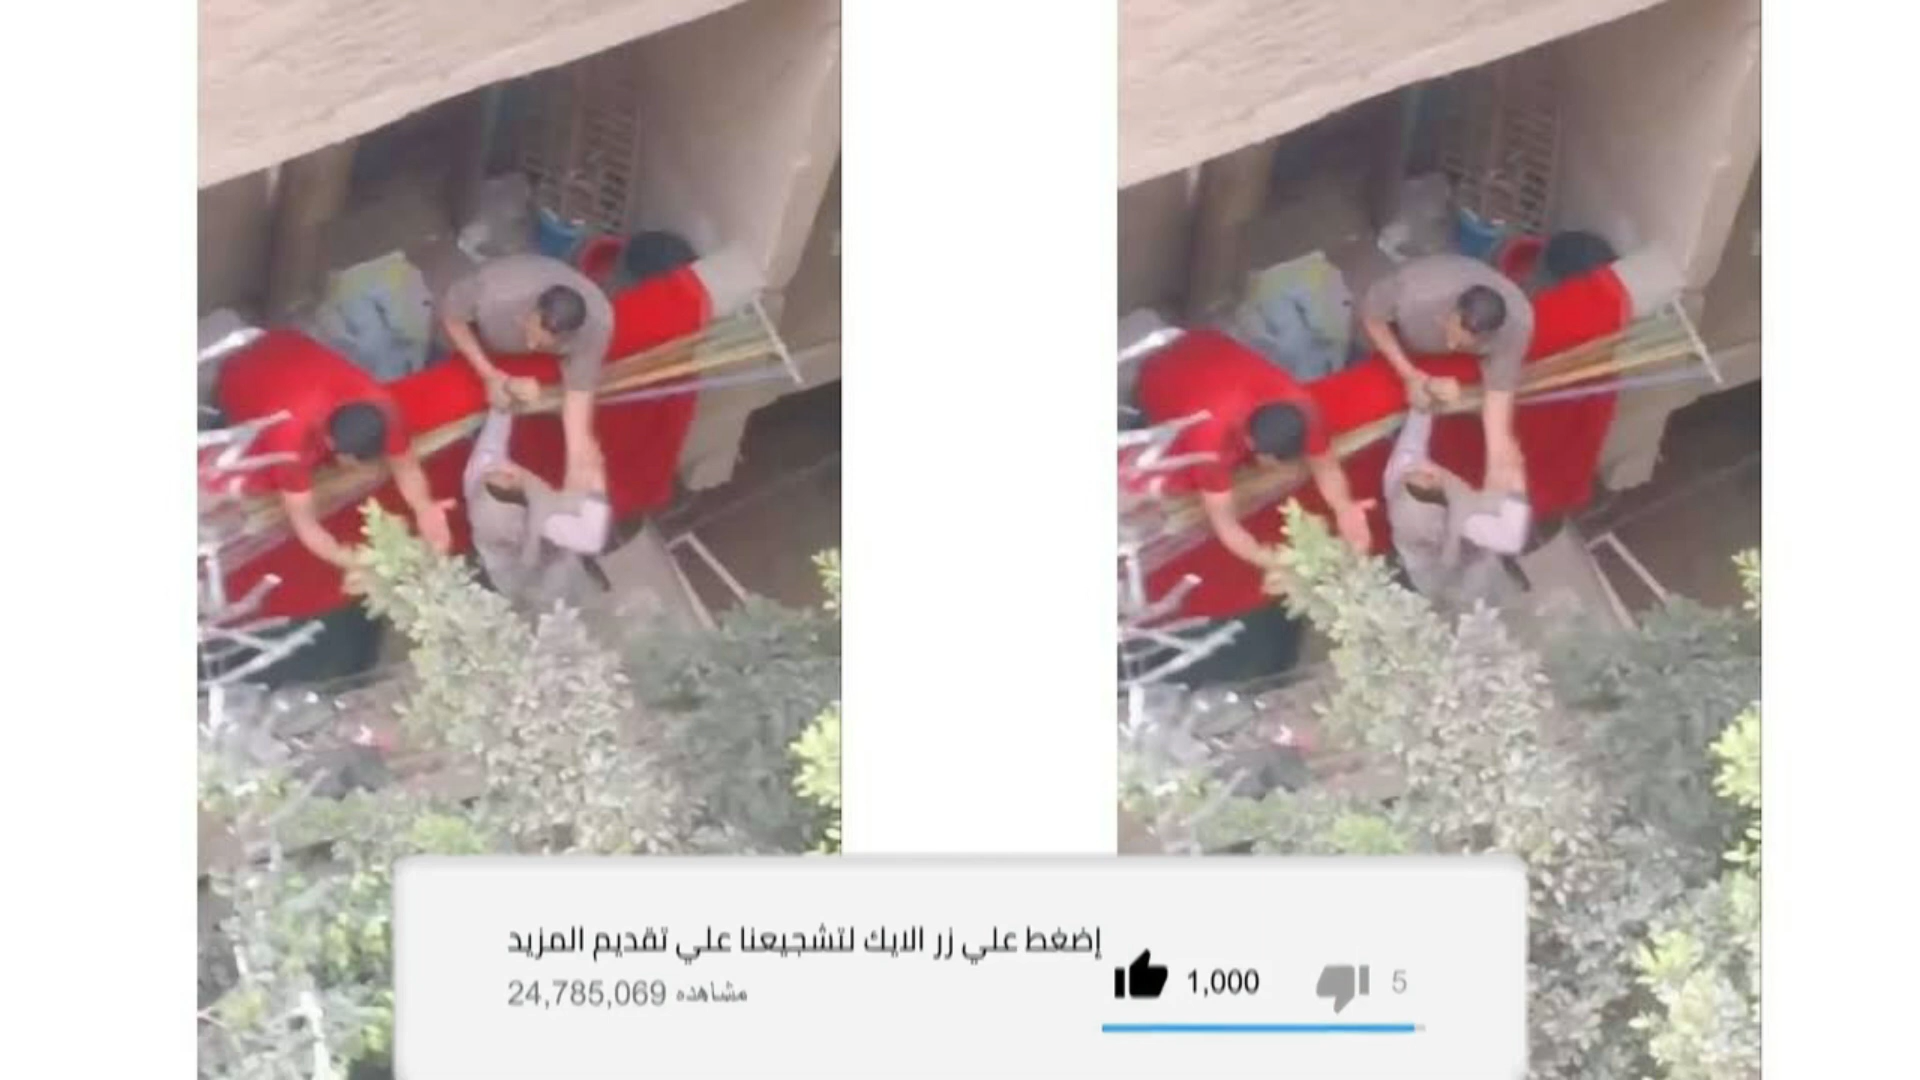 إضغط علي زر الايك لتشجيعنا علي تقديم المزيد
24,785,069 مشاهده
1,000
5